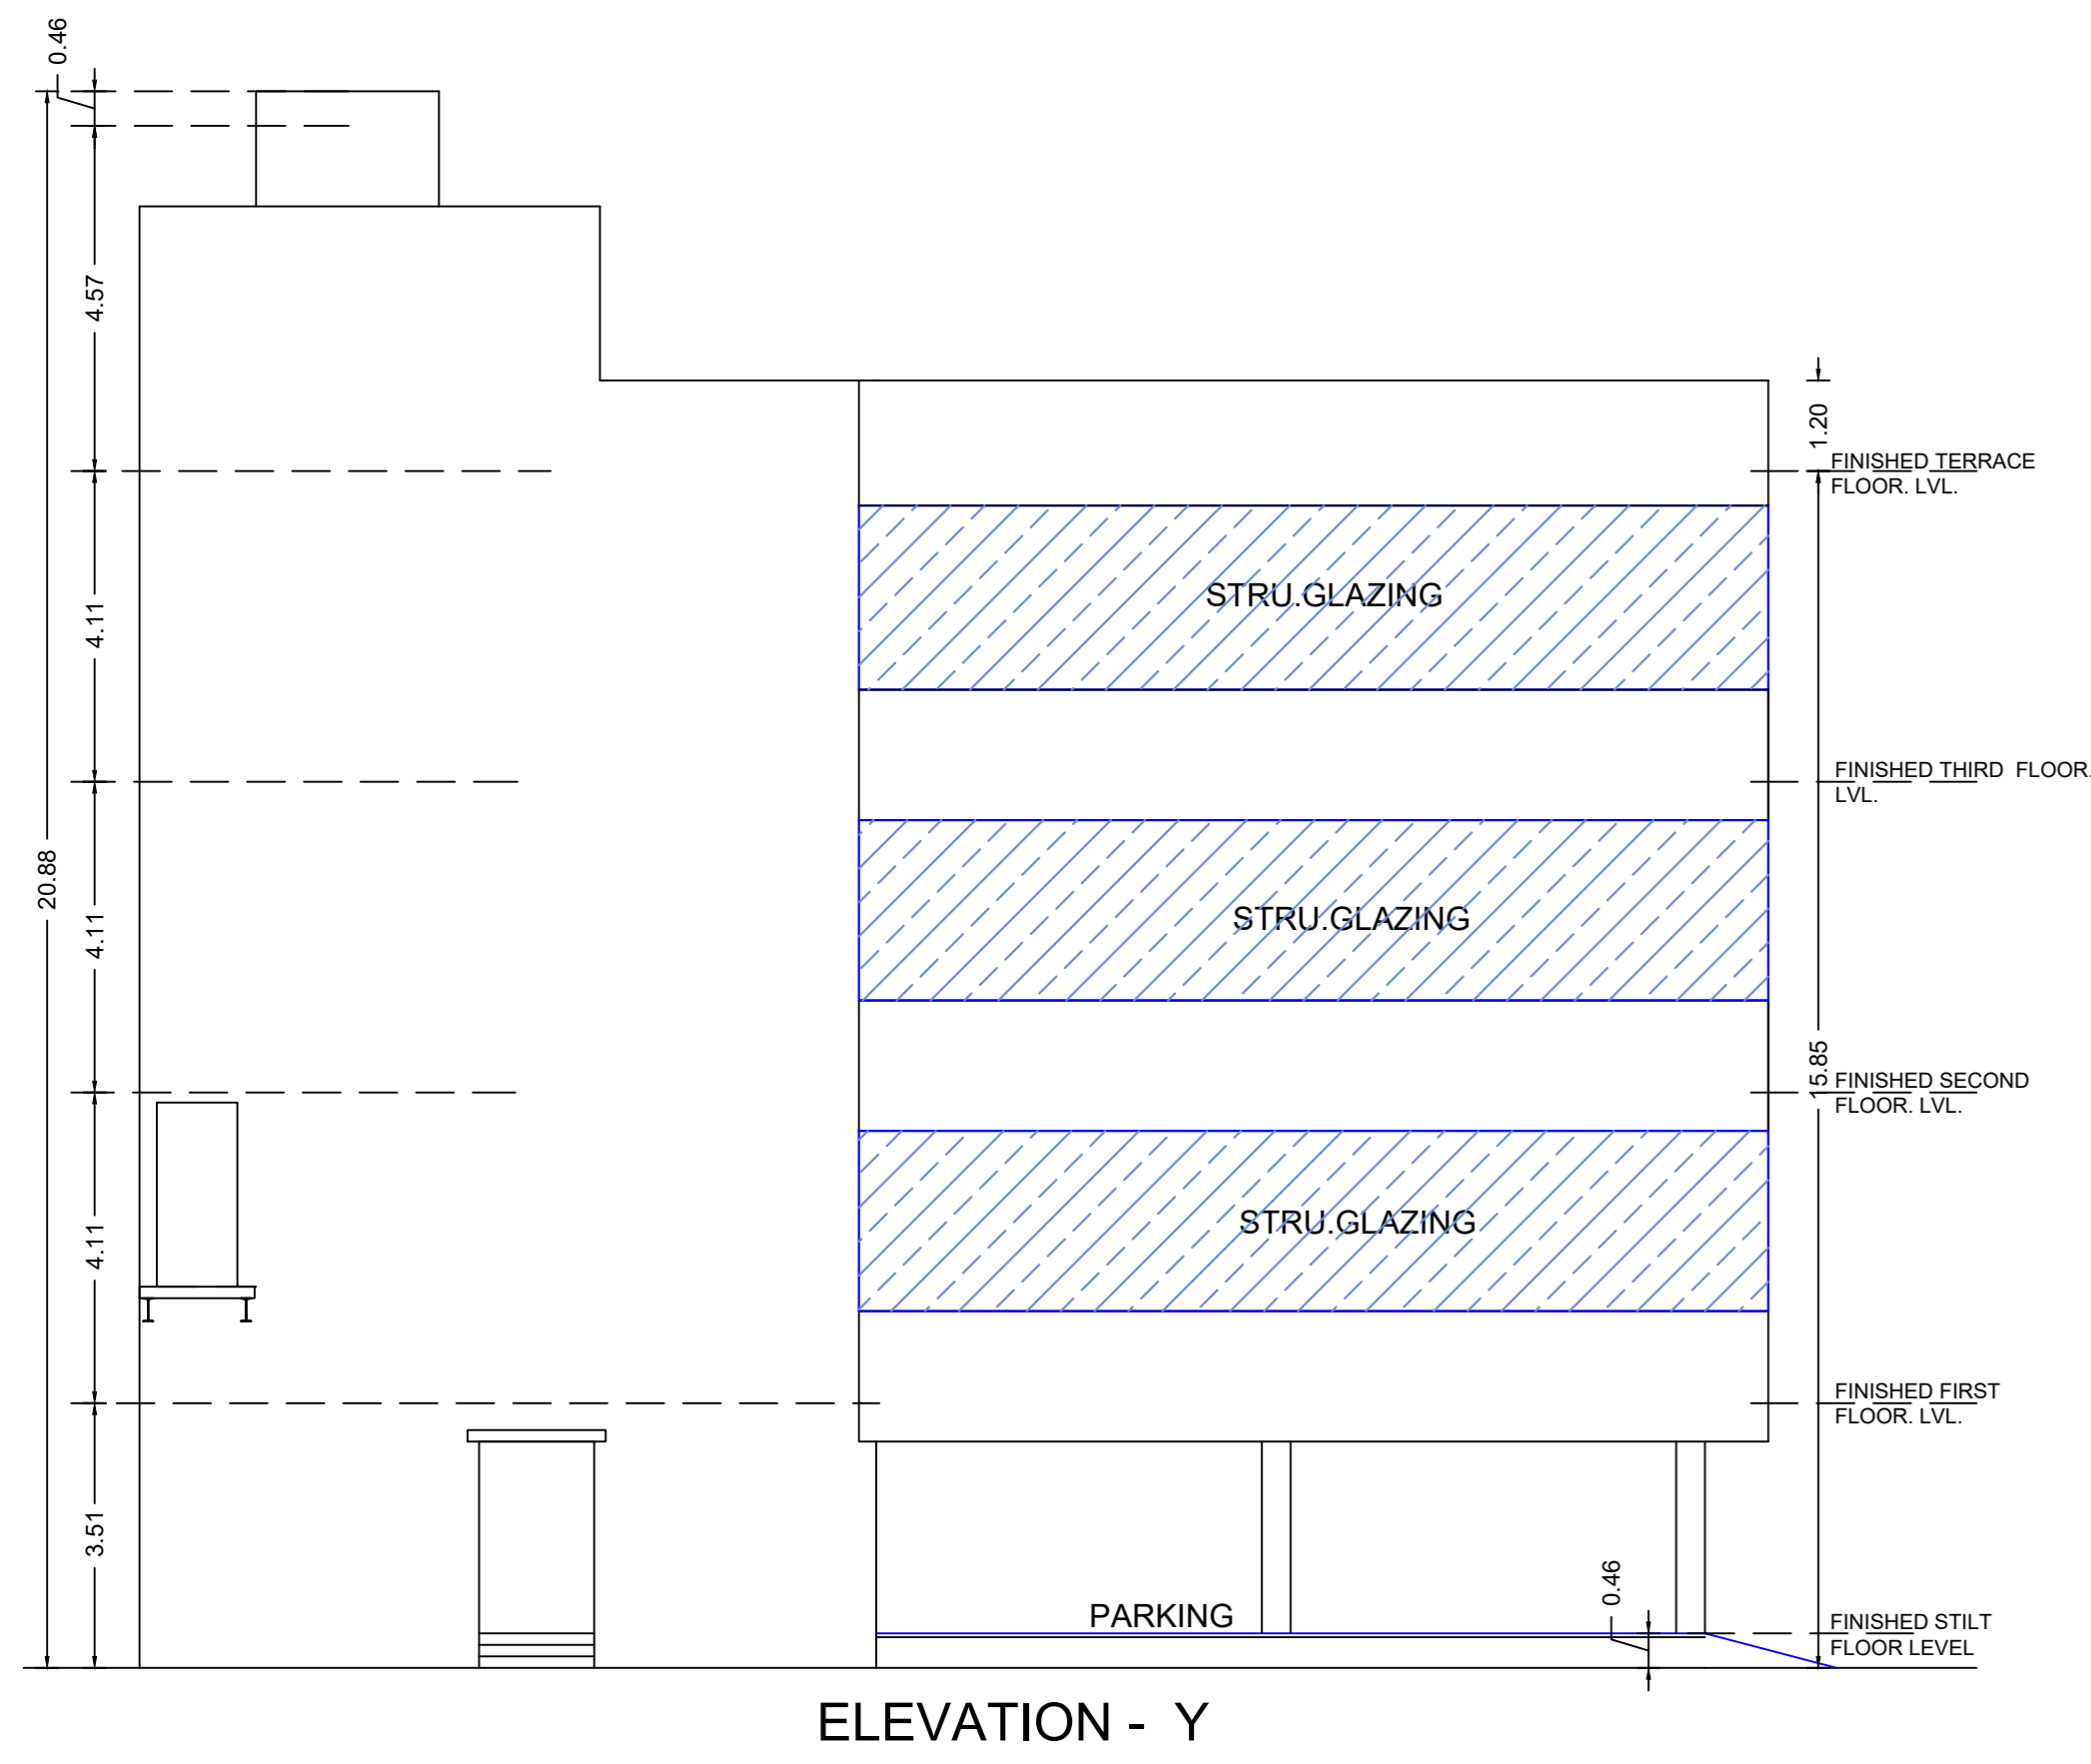 0.46
4.57
1.20
FINISHED TERRACE
FLOOR. LVL.
STRU.GLAZING
4.11
FINISHED THIRD FLOOR.
LVL.
20.88
4.11
STRU.GLAZING
15.85
FINISHED SECOND
FLOOR. LVL.
4.11
STRU.GLAZING
FINISHED FIRST
FLOOR. LVL.
3.51
PARKING
0.46
FINISHED STILT
FLOOR LEVEL
ELEVATION - Y